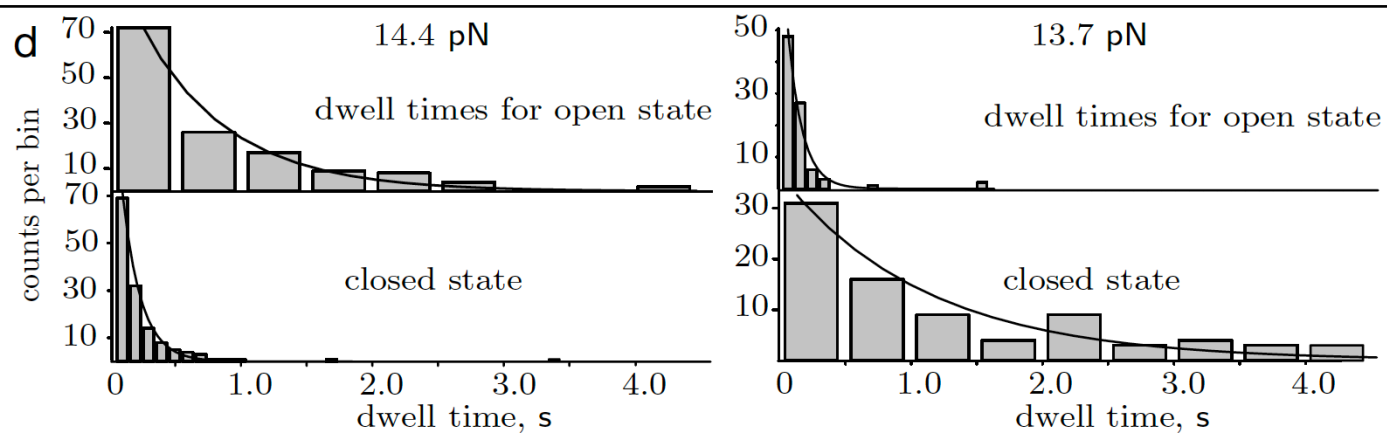 d
14.4 pN
dwell times for open state
70
50
30
10
counts per bin
closed state
70
50
30
10
0 1.0 2.0 3.0 4.0
dwell time, s
13.7 pN
dwell times for open state
50
30
10
closed state
30
20
10
0 1.0 2.0 3.0 4.0
dwell time, s